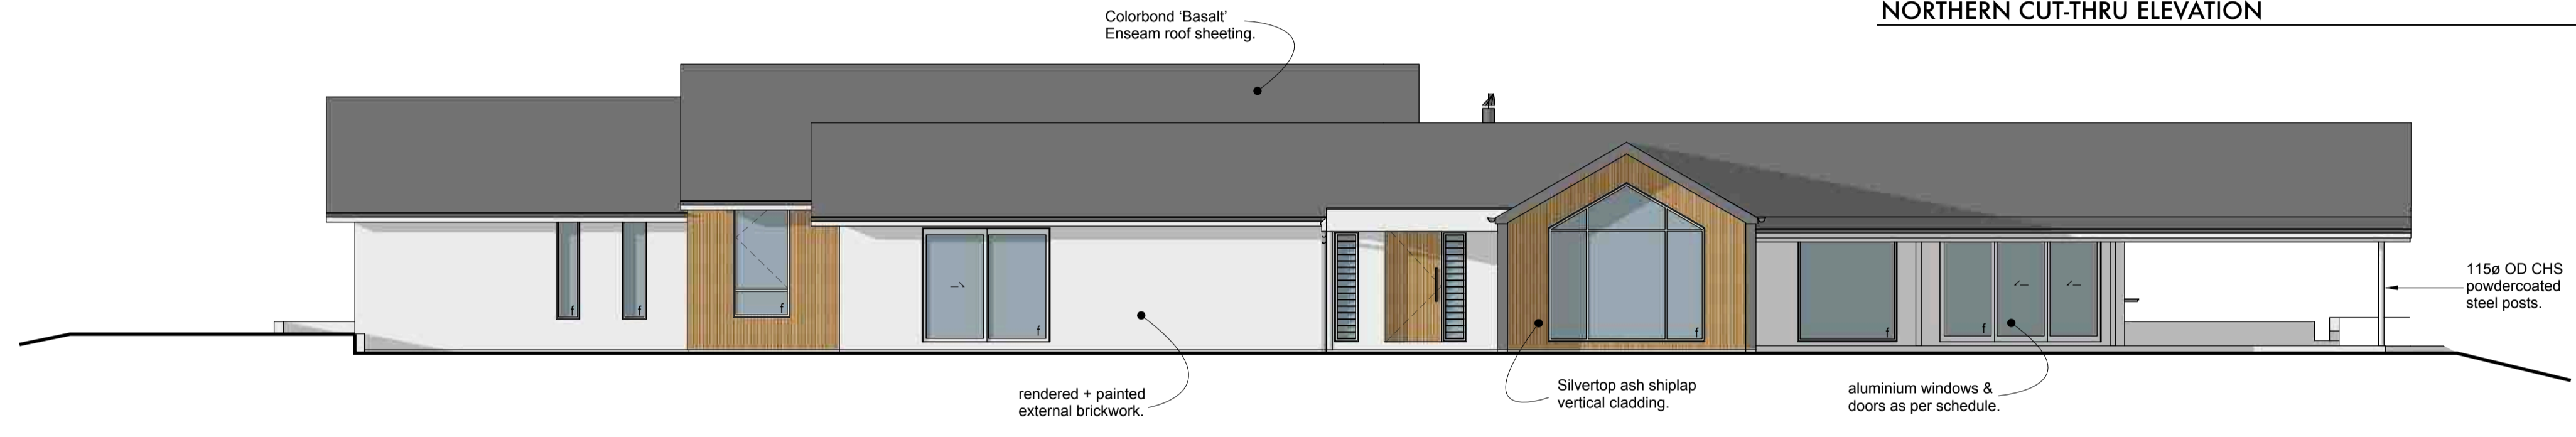 NORTHERN CUT-THRU ELEVATION
Colorbond ‘Basalt’
Enseam roof sheeting.
115ø OD CHS
powdercoated
steel posts.
f
f
f
f
f
f
f
rendered + painted
external brickwork.
Silvertop ash shiplap
vertical cladding.
aluminium windows &
doors as per schedule.